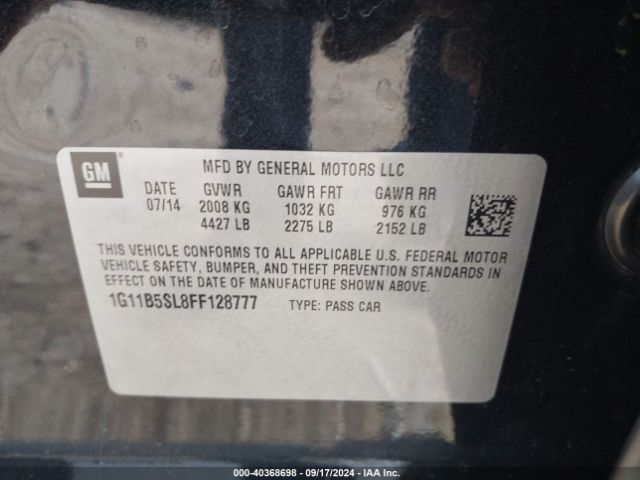 GM
MFD BY GENERAL MOTORS LLC
DATE GVWR GAWR FRT GAWR RR
07/14 2008 KG 1032 KG 976 KG
4427 LB 2275 LB 2152 LB
THIS VEHICLE CONFORMS TO ALL APPLICABLE U.S. FEDERAL MOTOR
VEHICLE SAFETY, BUMPER, AND THEFT PREVENTION STANDARDS IN
EFFECT ON THE DATE OF MANUFACTURE SHOWN ABOVE.
1G11B5SL8FF128777 TYPE: PASS CAR
000-40368698 - 09/17/2024 - IAA Inc.